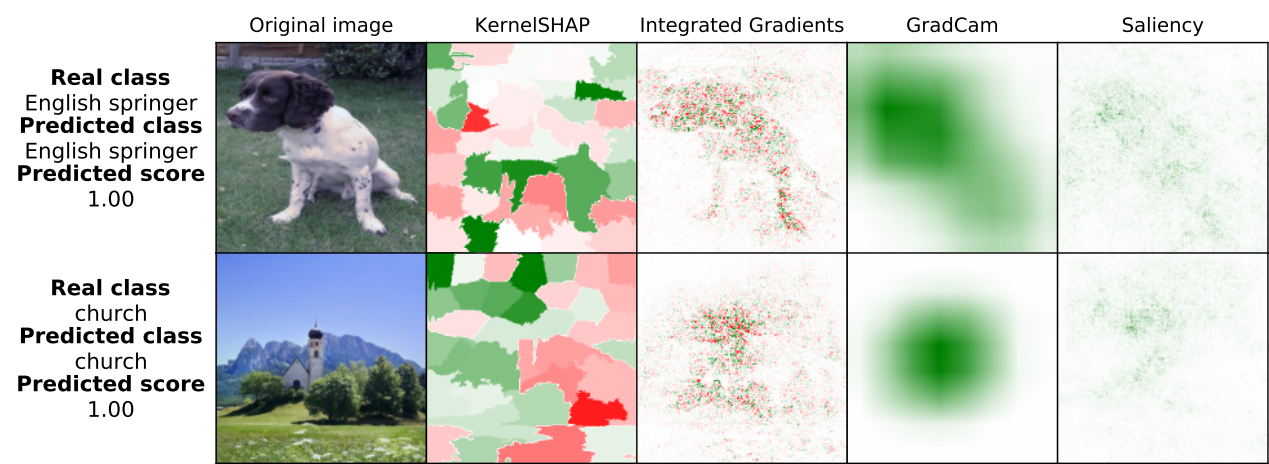 Original image KernelSHAP Integrated Gradients GradCam Saliency
Real class
English springer
Predicted class
English springer
Predicted score
1.00
Real class
church
Predicted class
church
Predicted score
1.00